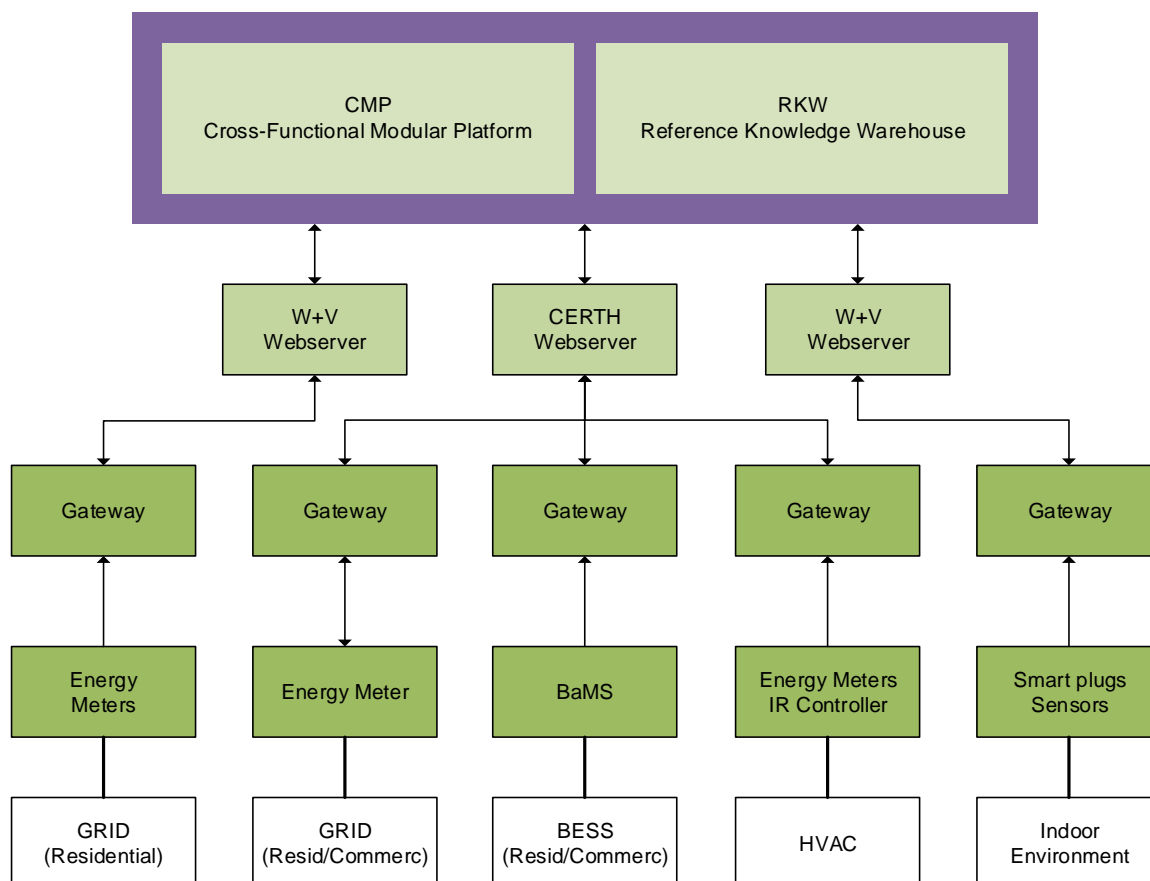 CMP
Cross-Functional Modular Platform
RKW
Reference Knowledge Warehouse
W+V
Webserver
CERTH
Webserver
W+V
Webserver
Gateway
Gateway
Gateway
Gateway
Gateway
Energy
Meters
Energy Meter
BaMS
Energy Meters
IR Controller
Smart plugs
Sensors
GRID
(Residential)
GRID
(Resid/Commerc)
BESS
(Resid/Commerc)
HVAC
Indoor
Environment